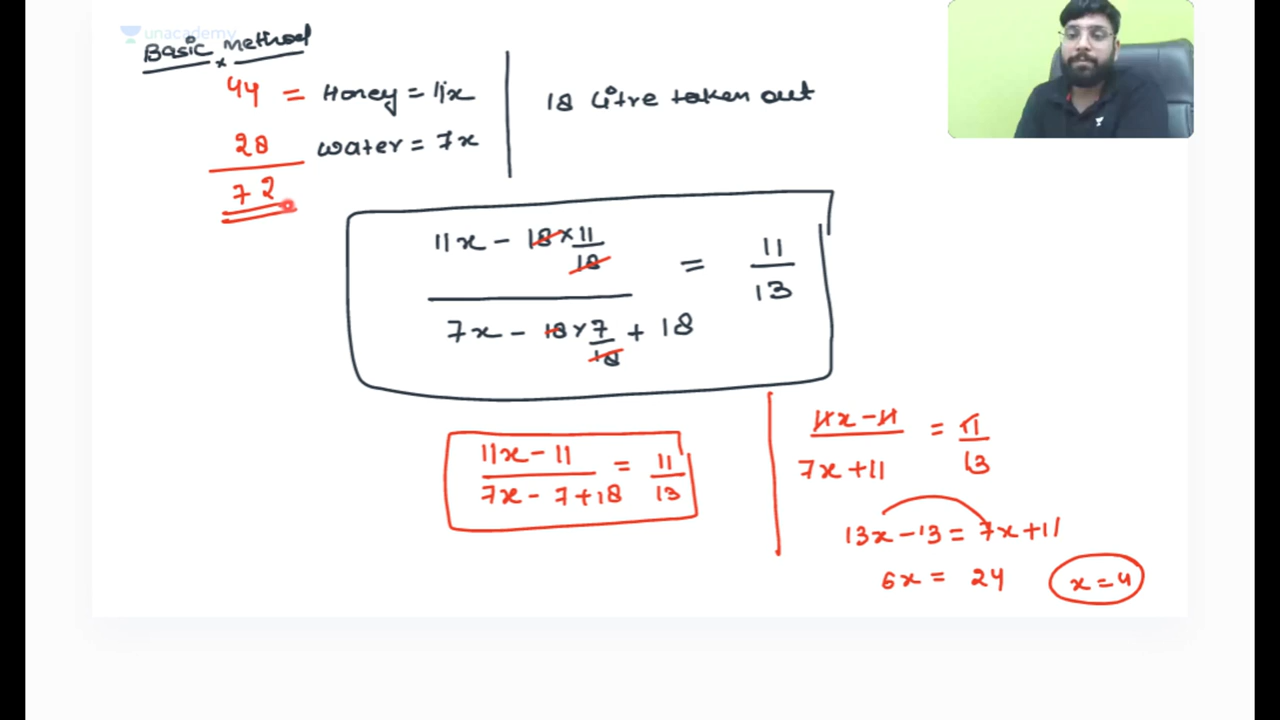 unacademy
Basic method
44 = Honey = 11x
28 water = 7x
72
18 litre taken out
11x - 18 × 11/18
7x - 18 × 7/18 + 18
= 11/13
11x - 11
7x - 7 + 18
= 11/13
11x - 11
7x + 11
= 11/13
13x - 13 = 7x + 11
6x = 24
x = 4